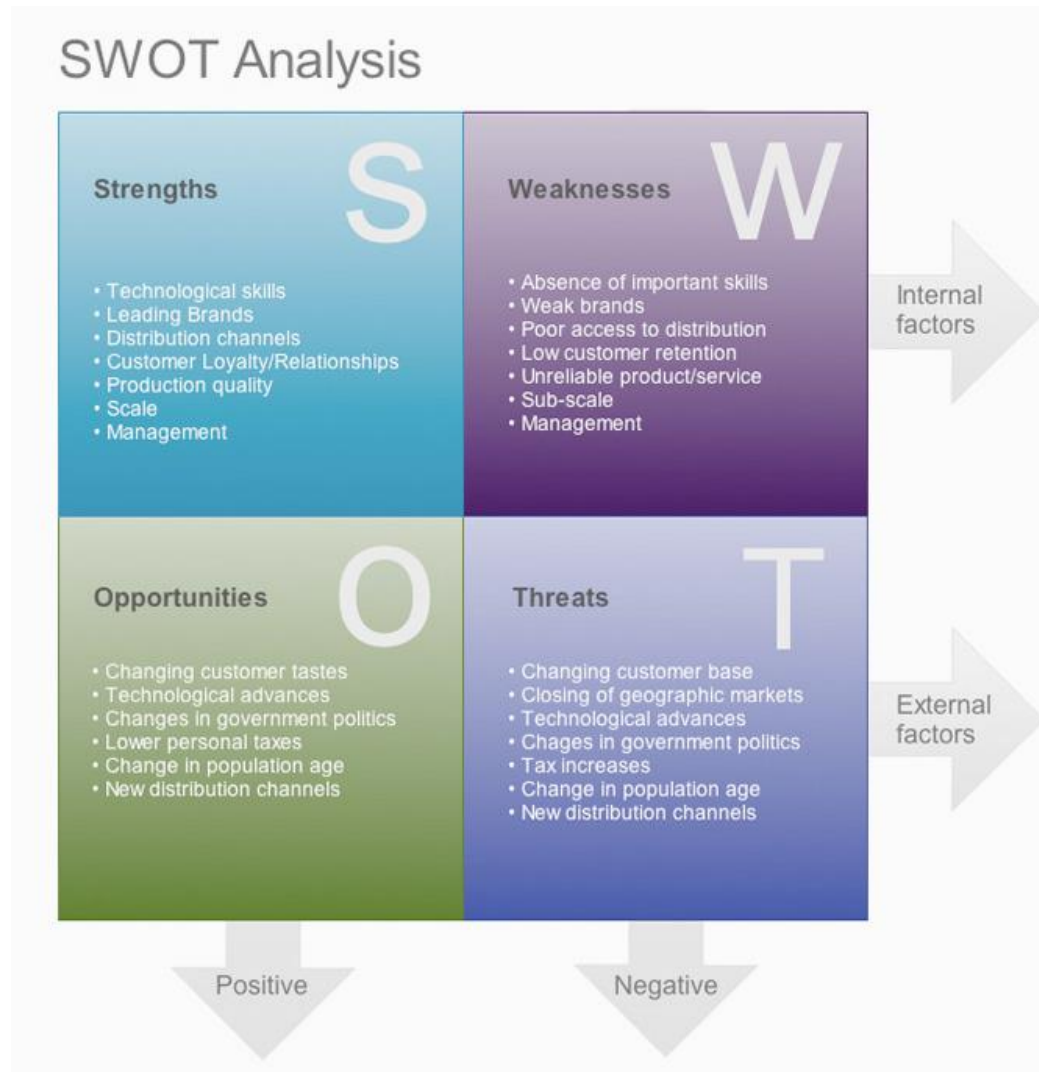 SWOT Analysis
Strengths
S
• Technological skills
• Leading Brands
• Distribution channels
• Customer Loyalty/Relationships
• Production quality
• Scale
• Management
Weaknesses
W
• Absence of important skills
• Weak brands
• Poor access to distribution
• Low customer retention
• Unreliable product/service
• Sub-scale
• Management
Internal
factors
Opportunities
O
• Changing customer tastes
• Technological advances
• Changes in government politics
• Lower personal taxes
• Change in population age
• New distribution channels
Threats
T
• Changing customer base
• Closing of geographic markets
• Technological advances
• Chages in government politics
• Tax increases
• Change in population age
• New distribution channels
External
factors
Positive
Negative